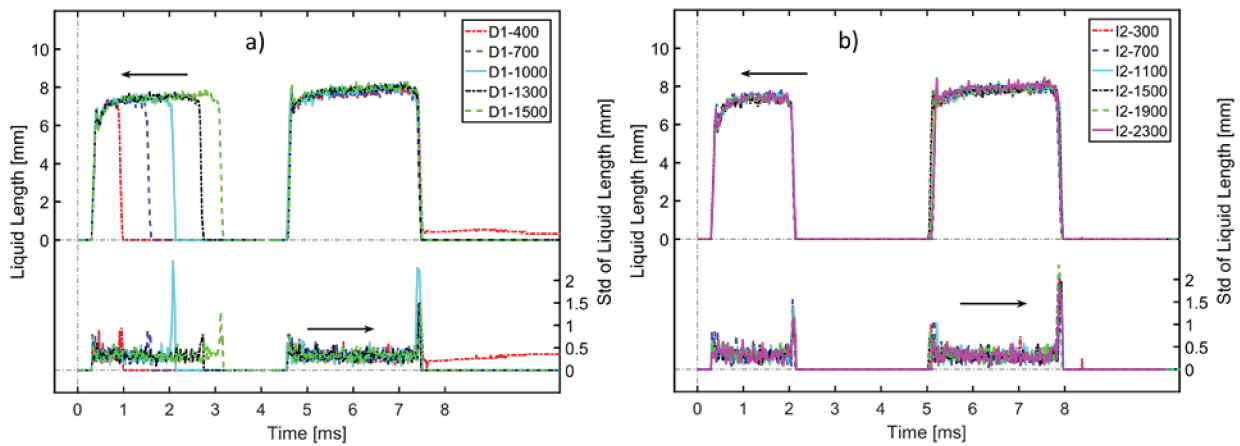 a)
D1-400
D1-700
D1-1000
D1-1300
D1-1500
10
8
6
4
2
0
Liquid Length [mm]
2
1.5
1
0.5
0
Std of Liquid Length [mm]
0 1 2 3 4 5 6 7 8
Time [ms]
b)
I2-300
I2-700
I2-1100
I2-1500
I2-1900
I2-2300
10
8
6
4
2
0
Liquid Length [mm]
2
1.5
1
0.5
0
Std of Liquid Length [mm]
0 1 2 3 4 5 6 7 8
Time [ms]